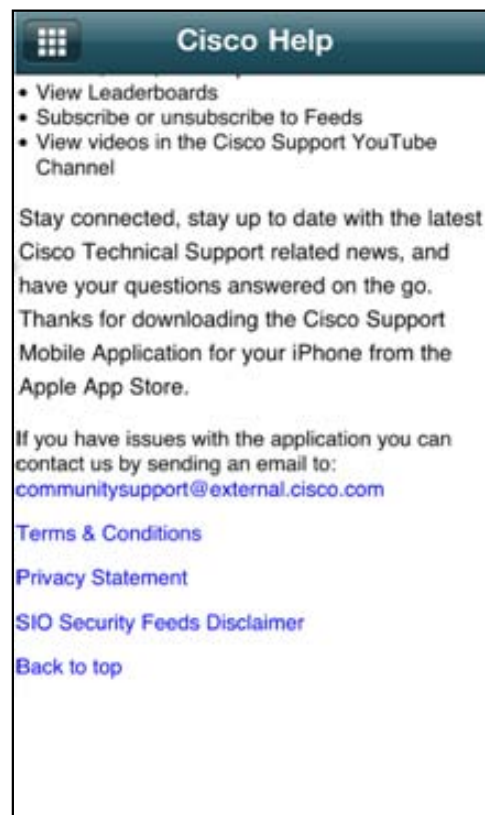 Cisco Help
• View Leaderboards
• Subscribe or unsubscribe to Feeds
• View videos in the Cisco Support YouTube
Channel
Stay connected, stay up to date with the latest
Cisco Technical Support related news, and
have your questions answered on the go.
Thanks for downloading the Cisco Support
Mobile Application for your iPhone from the
Apple App Store.
If you have issues with the application you can
contact us by sending an email to:
communitysupport@external.cisco.com
Terms & Conditions
Privacy Statement
SIO Security Feeds Disclaimer
Back to top